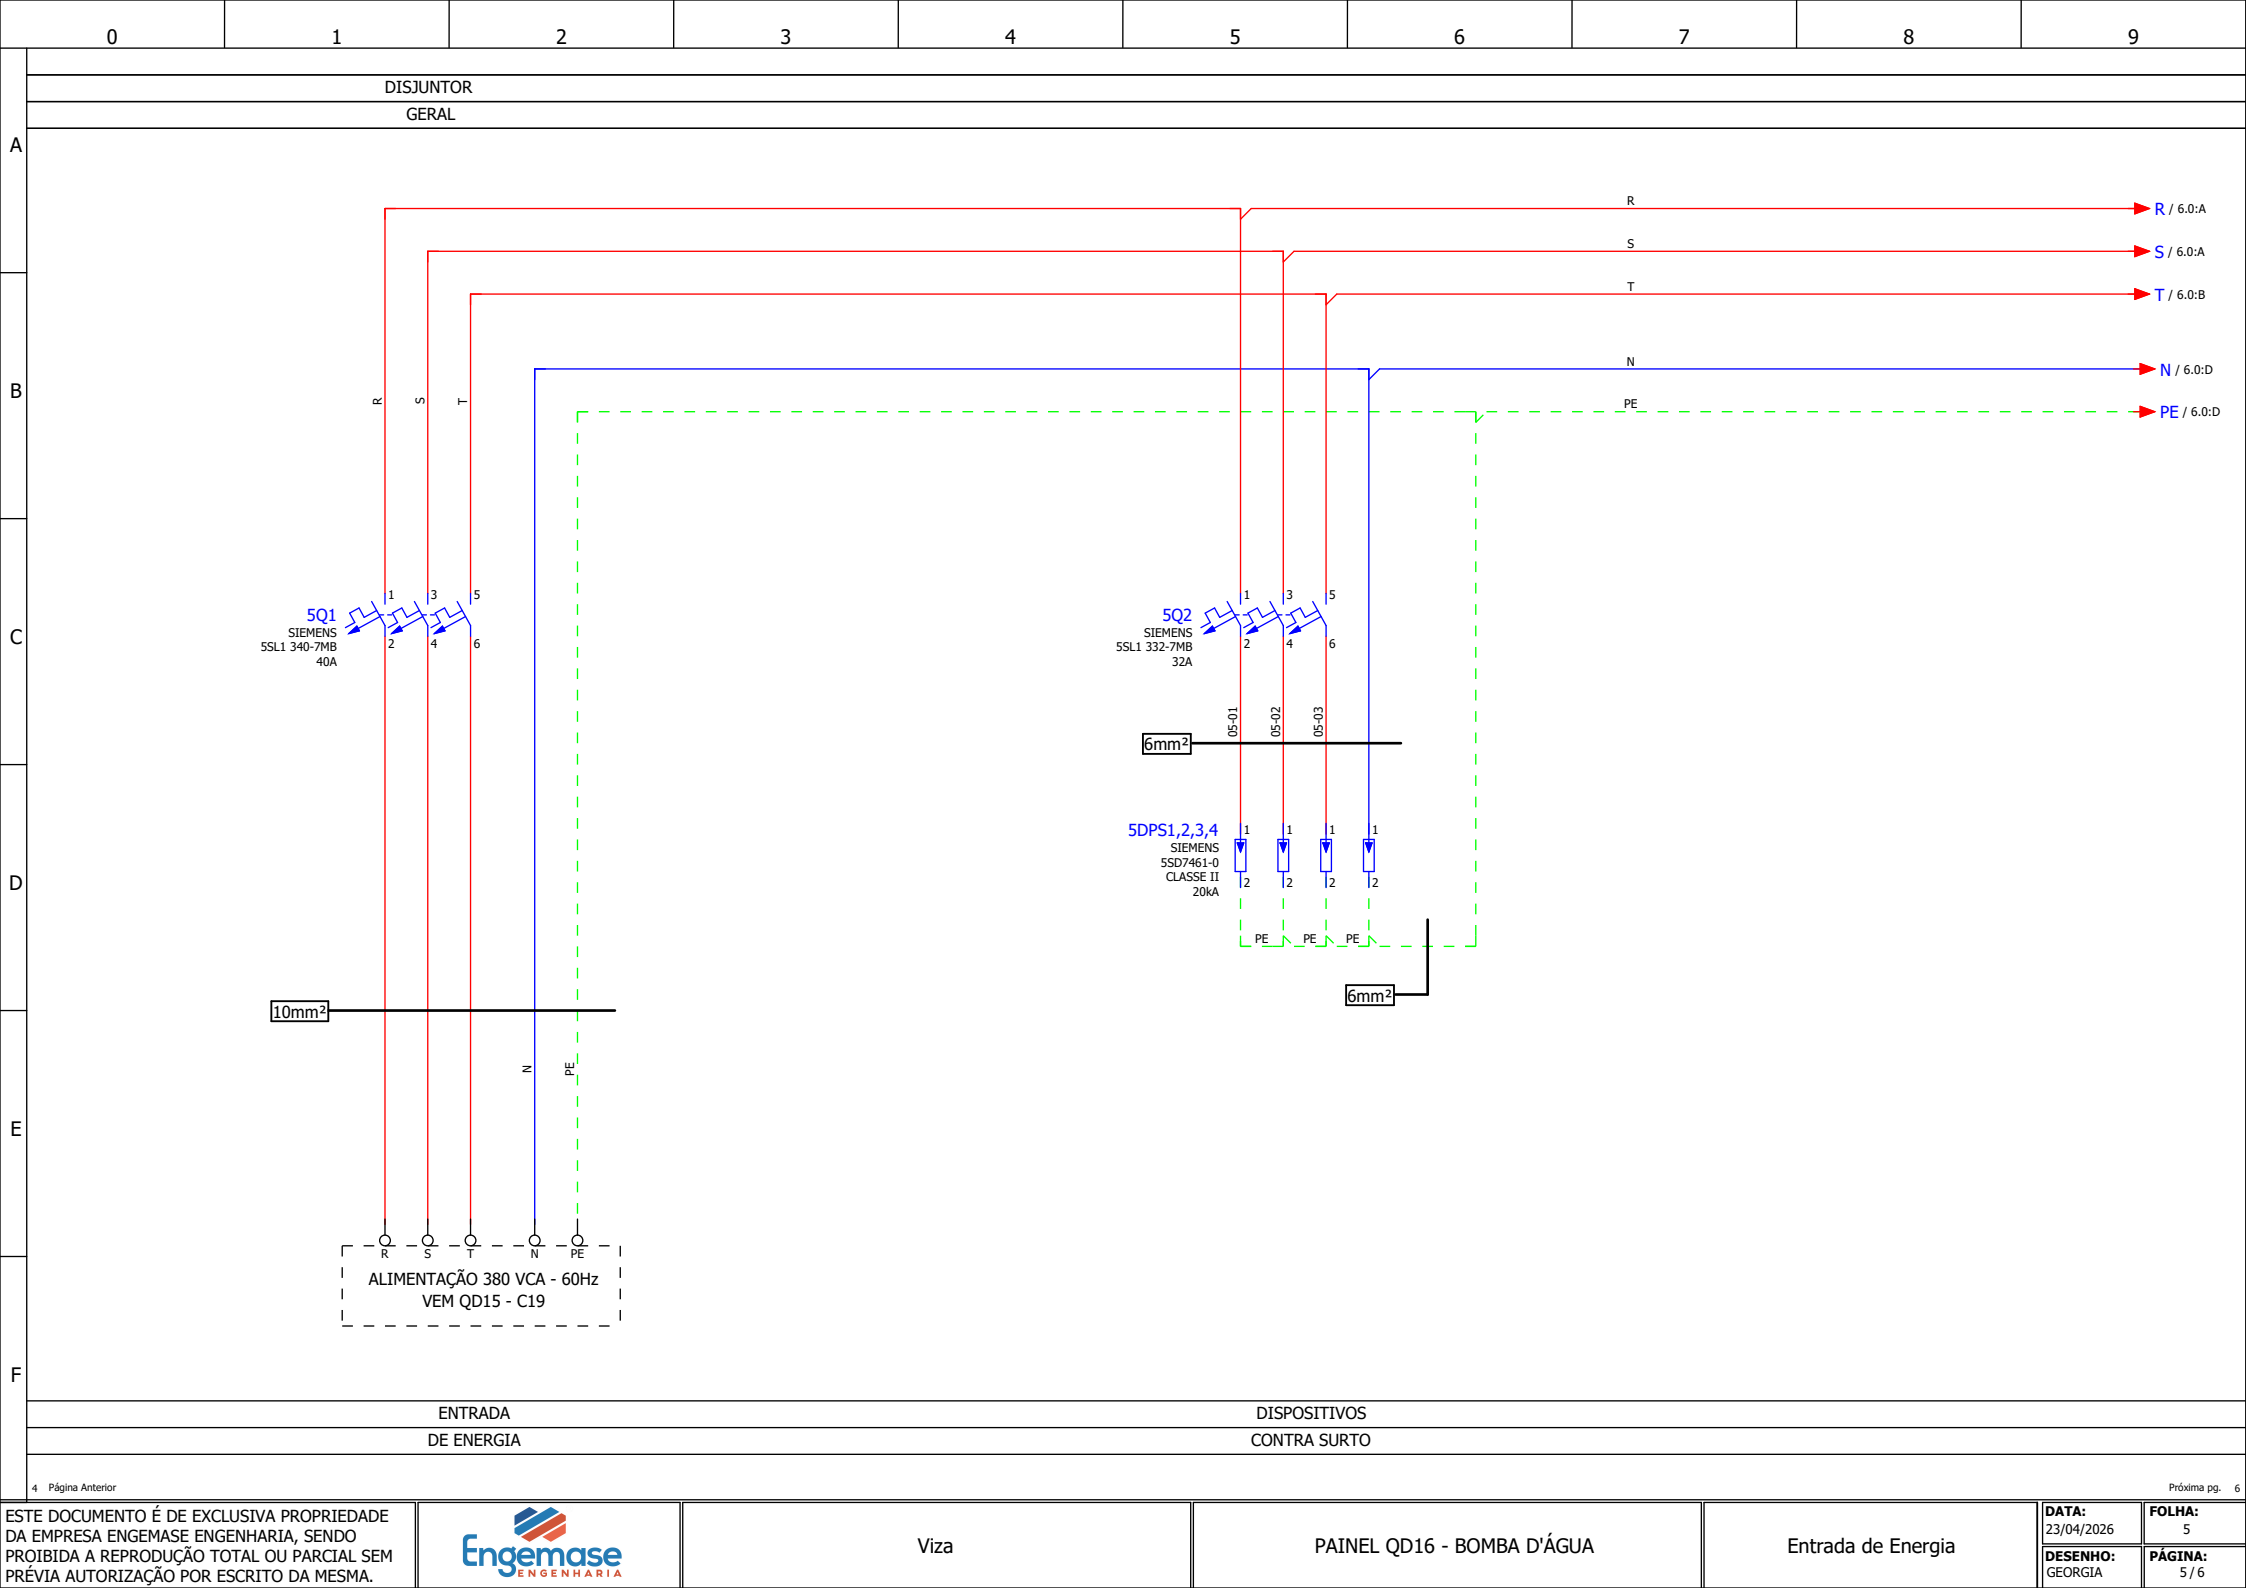 0 1 2 3 4 5 6 7 8 9
DISJUNTOR
GERAL
A
R
R / 6.0:A
S
S / 6.0:A
T
T / 6.0:B
N
N / 6.0:D
B
R S T
PE
PE / 6.0:D
C
1 3 5
5Q1
SIEMENS
5SL1 340-7MB
40A
2 4 6
1 3 5
5Q2
SIEMENS
5SL1 332-7MB
32A
2 4 6
05-01 05-02 05-03
6mm²
D
5DPS1,2,3,4
SIEMENS
5SD7461-0
CLASSE II
20kA
1 1 1 1
2 2 2 2
PE PE PE
6mm²
10mm²
N PE
E
R S T N PE
ALIMENTAÇÃO 380 VCA - 60Hz
VEM QD15 - C19
F
ENTRADA
DE ENERGIA
DISPOSITIVOS
CONTRA SURTO
4 Página Anterior
Próxima pg. 6
ESTE DOCUMENTO É DE EXCLUSIVA PROPRIEDADE
DA EMPRESA ENGEMASE ENGENHARIA, SENDO
PROIBIDA A REPRODUÇÃO TOTAL OU PARCIAL SEM
PRÉVIA AUTORIZAÇÃO POR ESCRITO DA MESMA.
Engemase
ENGENHARIA
Viza
PAINEL QD16 - BOMBA D'ÁGUA
Entrada de Energia
DATA:
23/04/2026
FOLHA:
5
DESENHO:
GEORGIA
PÁGINA:
5 / 6